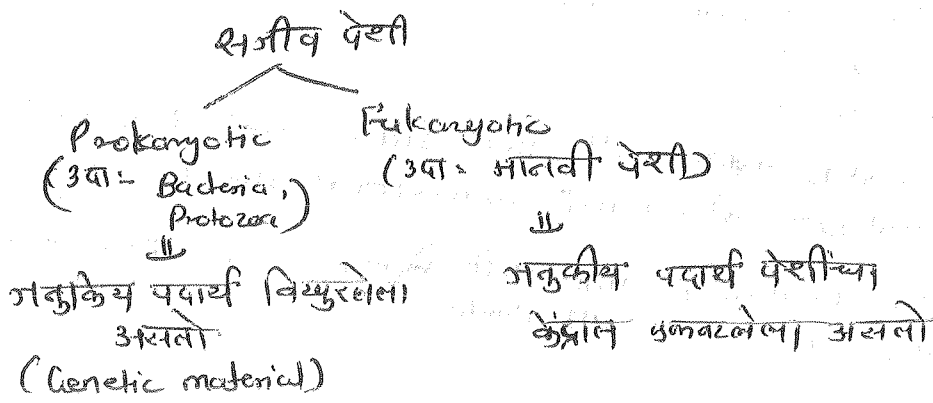 सजीव पेशी
Prokaryotic
(उदा:- Bacteria,
Protozoa)
जनुकिय पदार्थ विखुरलेला
असतो
(Genetic material)
Eukaryotic
(उदा: मानवी पेशी)
जनुकीय पदार्थ पेशींच्या
केंद्रात एकवटलेला असतो